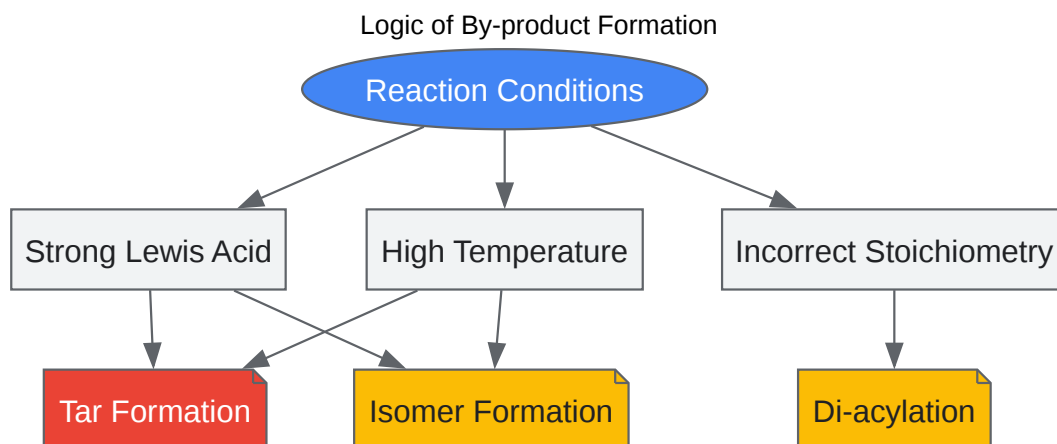 Logic of By-product Formation
Reaction Conditions
Strong Lewis Acid
High Temperature
Incorrect Stoichiometry
Tar Formation
Isomer Formation
Di-acylation